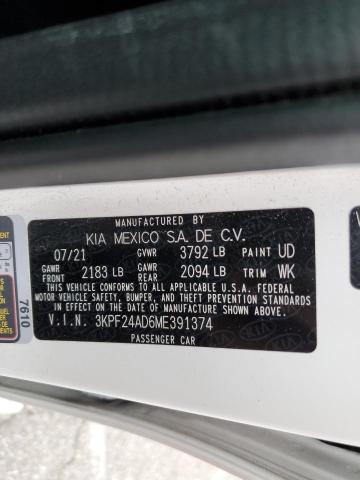 MANUFACTURED BY
KIA MEXICO S.A. DE C.V.
07/21 GVWR 3792 LB PAINT UD
GAWR FRONT 2183 LB GAWR REAR 2094 LB TRIM WK
THIS VEHICLE CONFORMS TO ALL APPLICABLE U.S.A. FEDERAL
MOTOR VEHICLE SAFETY, BUMPER, AND THEFT PREVENTION STANDARDS
IN EFFECT ON THE DATE OF MANUFACTURE SHOWN ABOVE.
V.I.N. 3KPF24AD6ME391374
PASSENGER CAR
7610